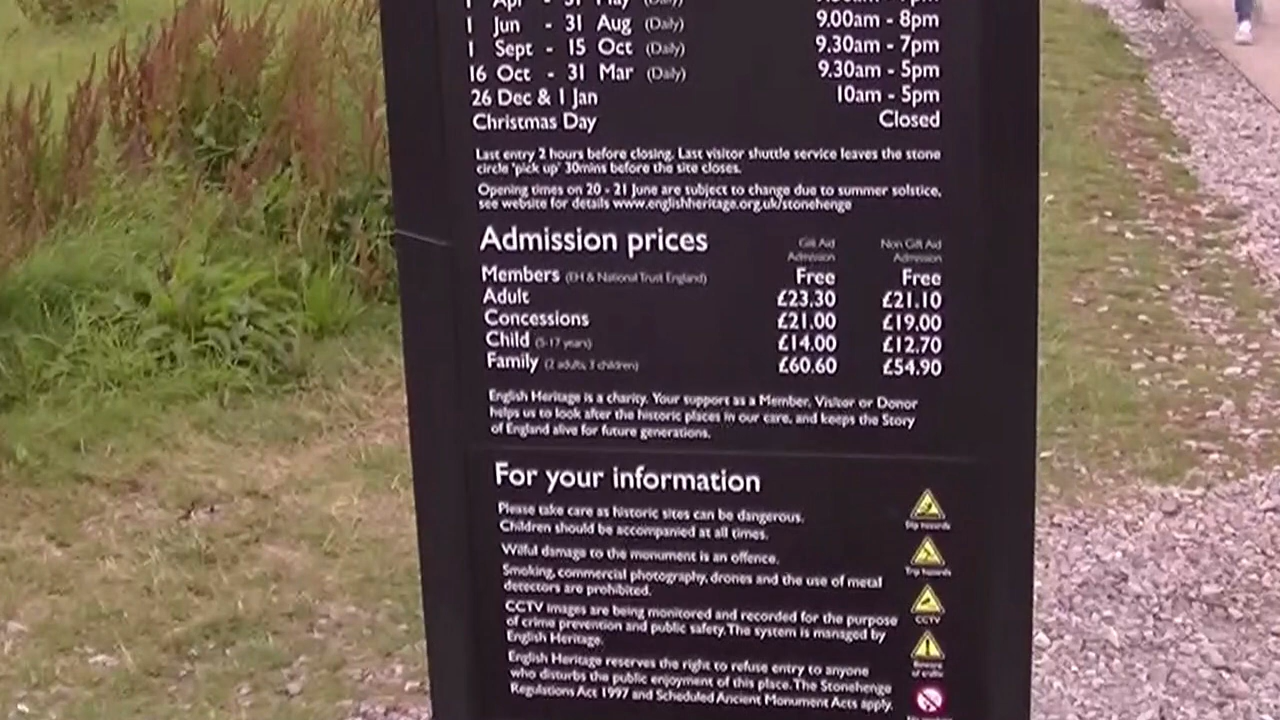 1 Apr - 31 May (Daily)
1 Jun - 31 Aug (Daily) 9.00am - 8pm
1 Sept - 15 Oct (Daily) 9.30am - 7pm
16 Oct - 31 Mar (Daily) 9.30am - 5pm
26 Dec & 1 Jan 10am - 5pm
Christmas Day Closed
Last entry 2 hours before closing. Last visitor shuttle service leaves the stone
circle 'pick up' 30mins before the site closes.
Opening times on 20 - 21 June are subject to change due to summer solstice,
see website for details www.englishheritage.org.uk/stonehenge
Admission prices Gift Aid Admission Non Gift Aid Admission
Members (EH & National Trust England) Free Free
Adult £23.30 £21.10
Concessions £21.00 £19.00
Child (5-17 years) £14.00 £12.70
Family (2 adults, 3 children) £60.60 £54.90
English Heritage is a charity. Your support as a Member, Visitor or Donor
helps us to look after the historic places in our care, and keeps the Story
of England alive for future generations.
For your information
Please take care as historic sites can be dangerous.
Children should be accompanied at all times.
Wilful damage to the monument is an offence.
Smoking, commercial photography, drones and the use of metal
detectors are prohibited.
CCTV images are being monitored and recorded for the purpose
of crime prevention and public safety. The system is managed by
English Heritage.
English Heritage reserves the right to refuse entry to anyone
who disturbs the public enjoyment of this place. The Stonehenge
Regulations Act 1997 and Scheduled Ancient Monument Acts apply.
Slip hazards
Trip hazards
CCTV
Beware
of traffic